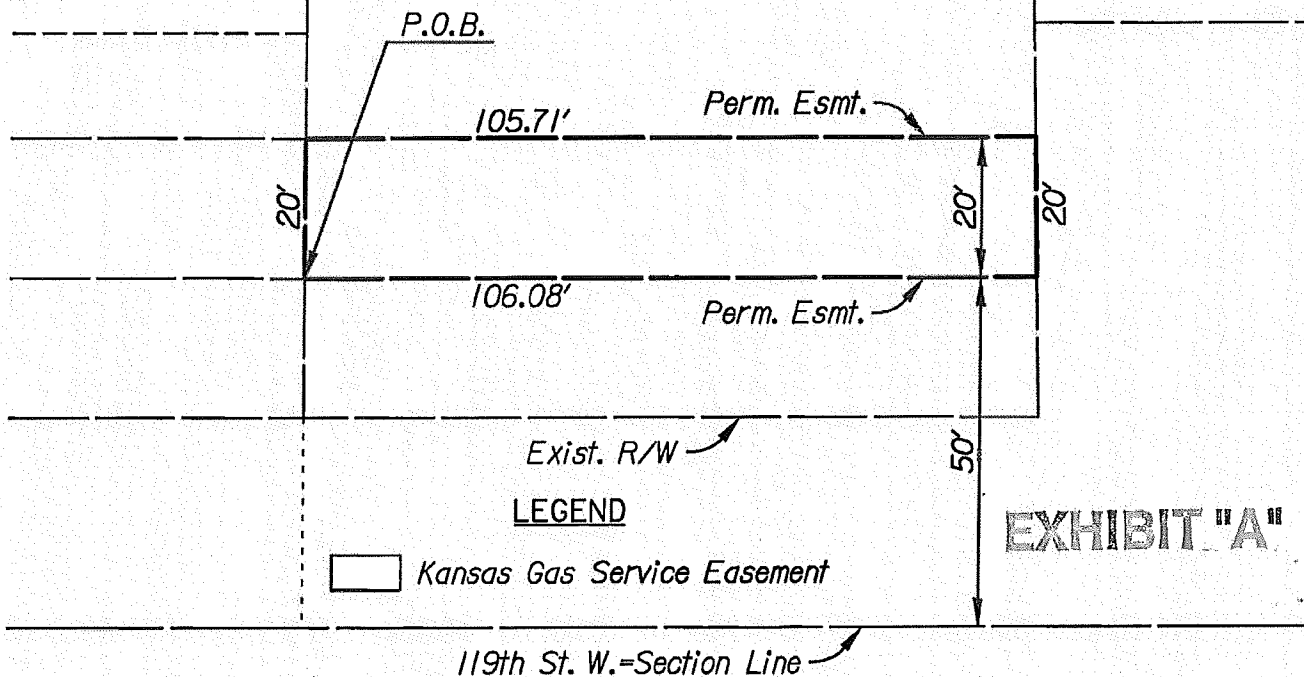 P.O.B.
105.71'
Perm. Esmt.
20'
20'
20'
106.08'
Perm. Esmt.
Exist. R/W
50'
LEGEND
EXHIBIT "A"
Kansas Gas Service Easement
119th St. W.=Section Line